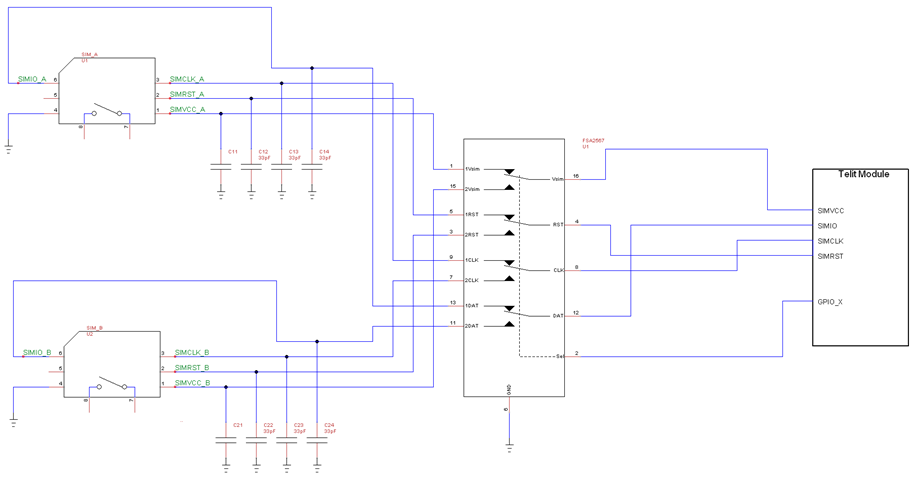 SIM_A
U1
SIMIO_A 6
3 SIMCLK_A
5
2 SIMRST_A
4
1 SIMVCC_A
8 7
C11
C12
33pF
C13
33pF
C14
33pF
FSA2567
U1
1 1Vsim
15 2Vsim
5 1RST
3 2RST
9 1CLK
7 2CLK
13 1DAT
11 2DAT
Vsim 16
RST 4
CLK 8
DAT 12
Sel 2
GND
6
Telit Module
SIMVCC
SIMIO
SIMCLK
SIMRST
GPIO_X
SIM_B
U2
SIMIO_B 6
3 SIMCLK_B
5
2 SIMRST_B
4
1 SIMVCC_B
8 7
C21
C22
33pF
C23
33pF
C24
33pF